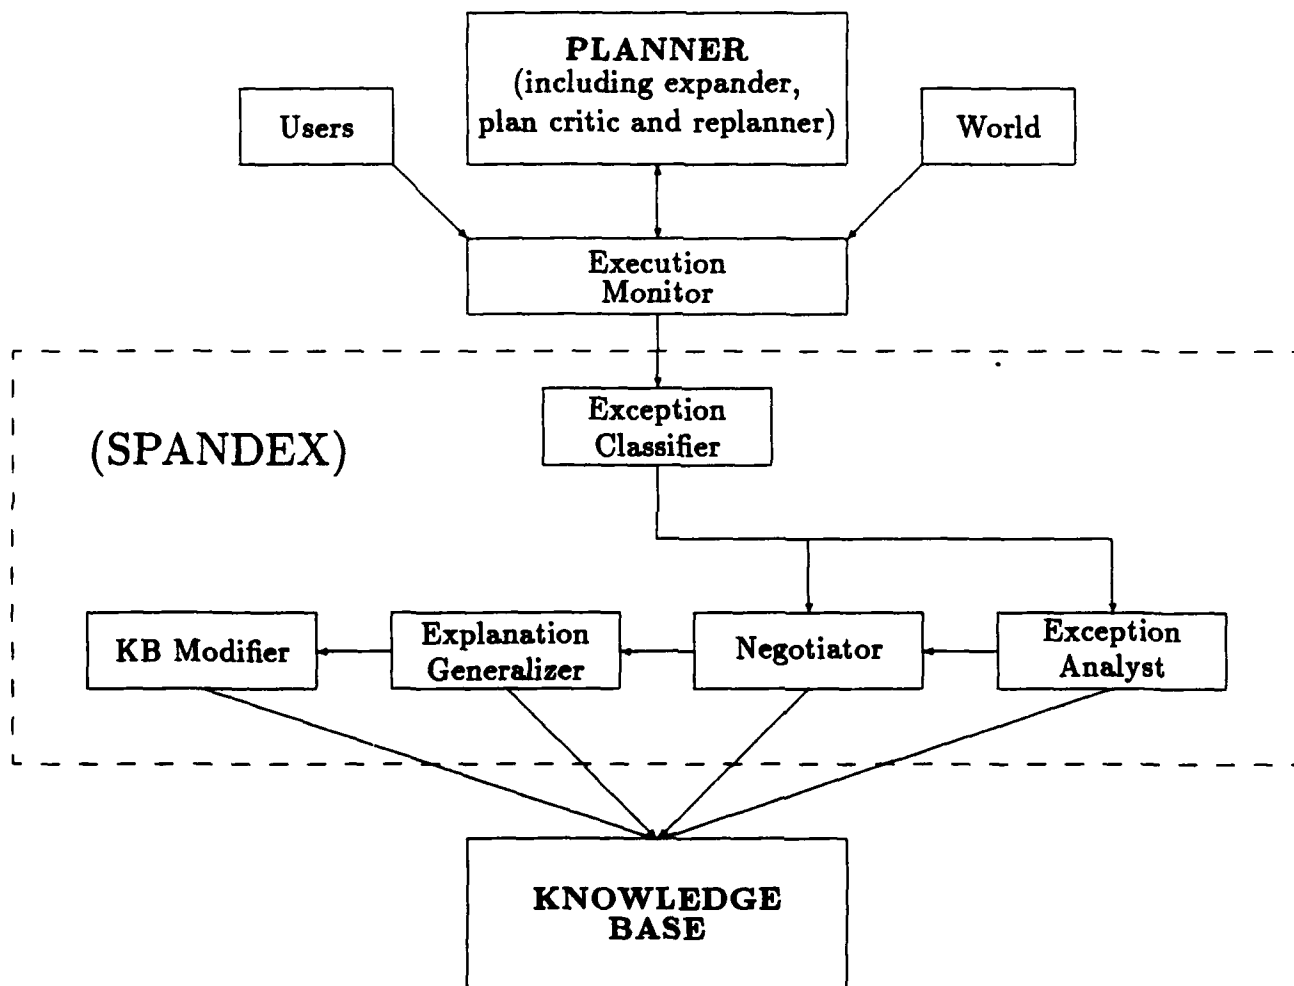 PLANNER
(including expander,
plan critic and replanner)
Users
World
Execution
Monitor
Exception
Classifier
(SPANDEX)
KB Modifier
Explanation
Generalizer
Negotiator
Exception
Analyst
KNOWLEDGE
BASE